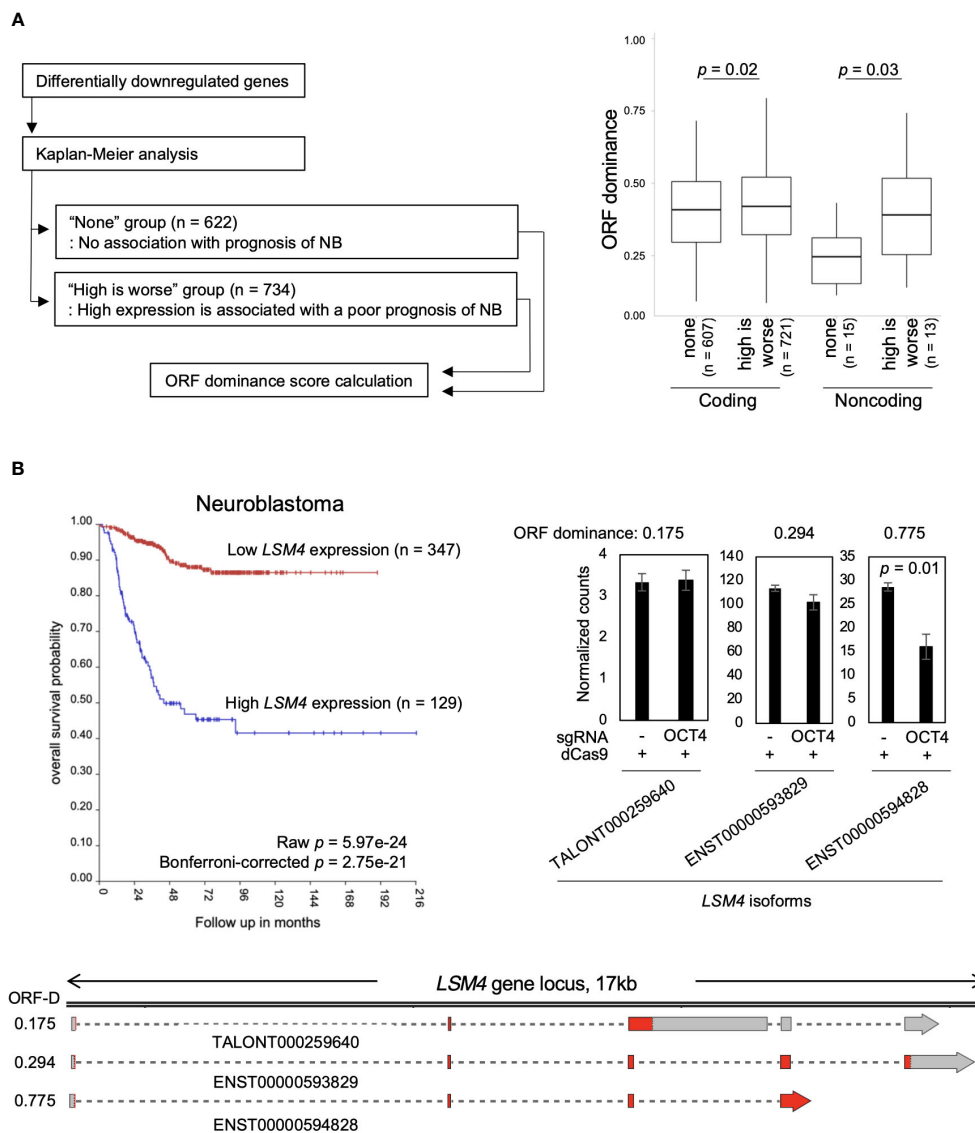 A
Differentially downregulated genes
Kaplan-Meier analysis
“None” group (n = 622)
: No association with prognosis of NB
“High is worse” group (n = 734)
: High expression is associated with a poor prognosis of NB
ORF dominance score calculation
ORF dominance
1.00
0.75
0.50
0.25
0.00
p = 0.02
p = 0.03
none
(n = 607)
high is
worse
(n = 721)
none
(n = 15)
high is
worse
(n = 13)
Coding
Noncoding
B
Neuroblastoma
overall survival probability
1.00
0.90
0.80
0.70
0.60
0.50
0.40
0.30
0.20
0.10
0.00
Low LSM4 expression (n = 347)
High LSM4 expression (n = 129)
Raw p = 5.97e-24
Bonferroni-corrected p = 2.75e-21
0 24 48 72 96 120 144 168 192 216
Follow up in months
ORF dominance: 0.175 0.294 0.775
Normalized counts
4
3
2
1
0
140
120
100
80
60
40
20
0
35
30
25
20
15
10
5
0
p = 0.01
sgRNA - OCT4 - OCT4 - OCT4
dCas9 + + + + + +
TALONT000259640
ENST00000593829
ENST00000594828
LSM4 isoforms
LSM4 gene locus, 17kb
ORF-D
0.175
TALONT000259640
0.294
ENST00000593829
0.775
ENST00000594828